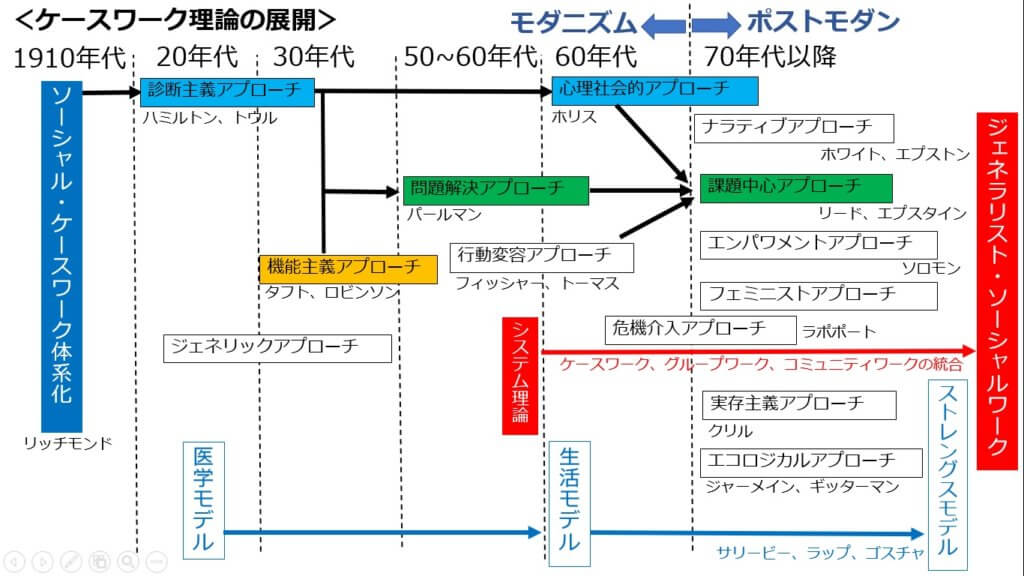 ＜ケースワーク理論の展開＞
モダニズム
ポストモダン
1910年代
20年代
30年代
50~60年代
60年代
70年代以降
ソーシャル・ケースワーク体系化
リッチモンド
診断主義アプローチ
ハミルトン、トウル
心理社会的アプローチ
ホリス
ナラティブアプローチ
ホワイト、エプストン
問題解決アプローチ
パールマン
課題中心アプローチ
リード、エプスタイン
機能主義アプローチ
タフト、ロビンソン
行動変容アプローチ
フィッシャー、トーマス
エンパワメントアプローチ
ソロモン
フェミニストアプローチ
ジェネリックアプローチ
危機介入アプローチ
ラポポート
システム理論
ケースワーク、グループワーク、コミュニティワークの統合
ジェネラリスト・ソーシャルワーク
実存主義アプローチ
クリル
エコロジカルアプローチ
ジャーメイン、ギッターマン
医学モデル
生活モデル
ストレングスモデル
サリービー、ラップ、ゴスチャ